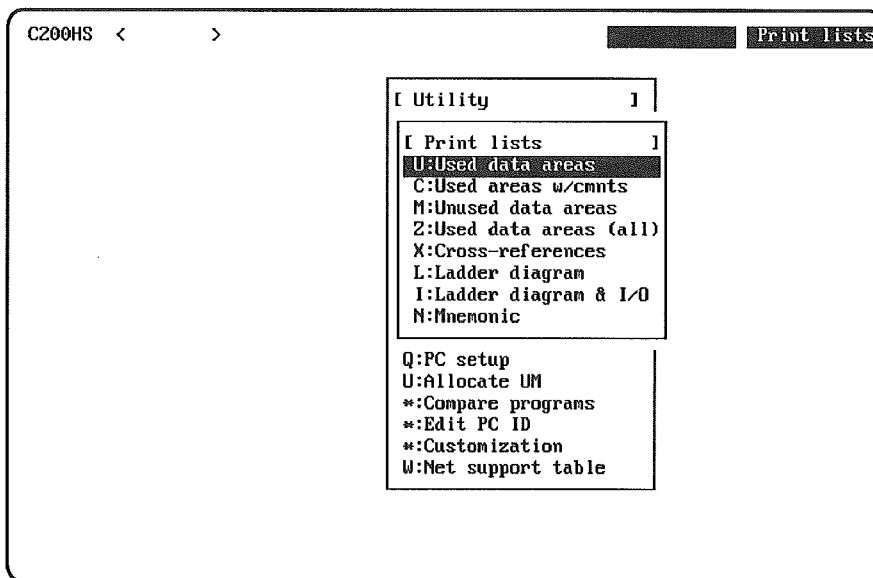 C200HS < > Print lists
[ Utility ]
[ Print lists ]
U:Used data areas
C:Used areas w/cmnts
M:Unused data areas
Z:Used data areas (all)
X:Cross-references
L:Ladder diagram
I:Ladder diagram & I/O
N:Mnemonic
Q:PC setup
U:Allocate UM
*:Compare programs
*:Edit PC ID
*:Customization
W:Net support table